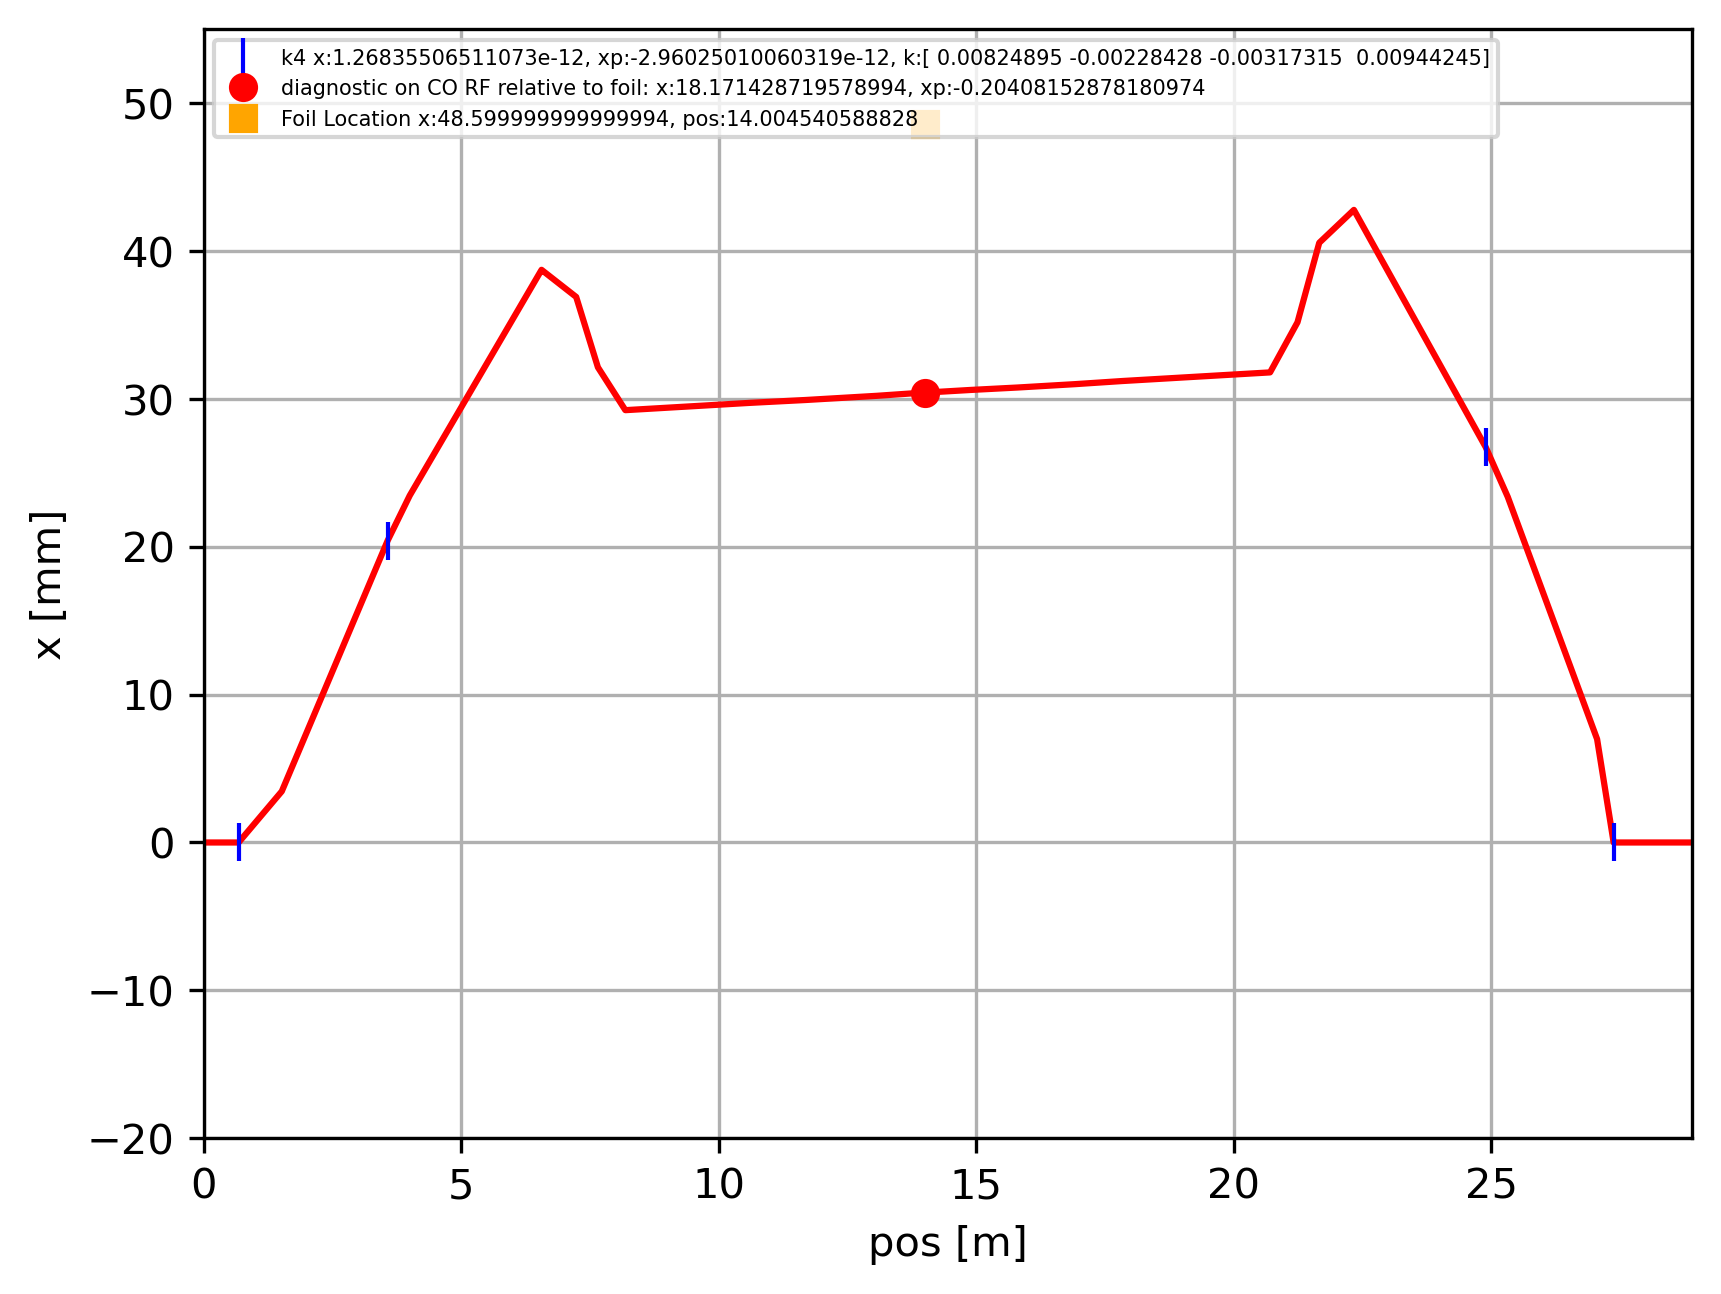 k4 x:1.26835506511073e-12, xp:-2.96025010060319e-12, k:[ 0.00824895 -0.00228428 -0.00317315  0.00944245]
diagnostic on CO RF relative to foil: x:18.171428719578994, xp:-0.20408152878180974
Foil Location x:48.599999999999994, pos:14.004540588828
50
40
30
20
10
0
−10
−20
x [mm]
0 5 10 15 20 25
pos [m]